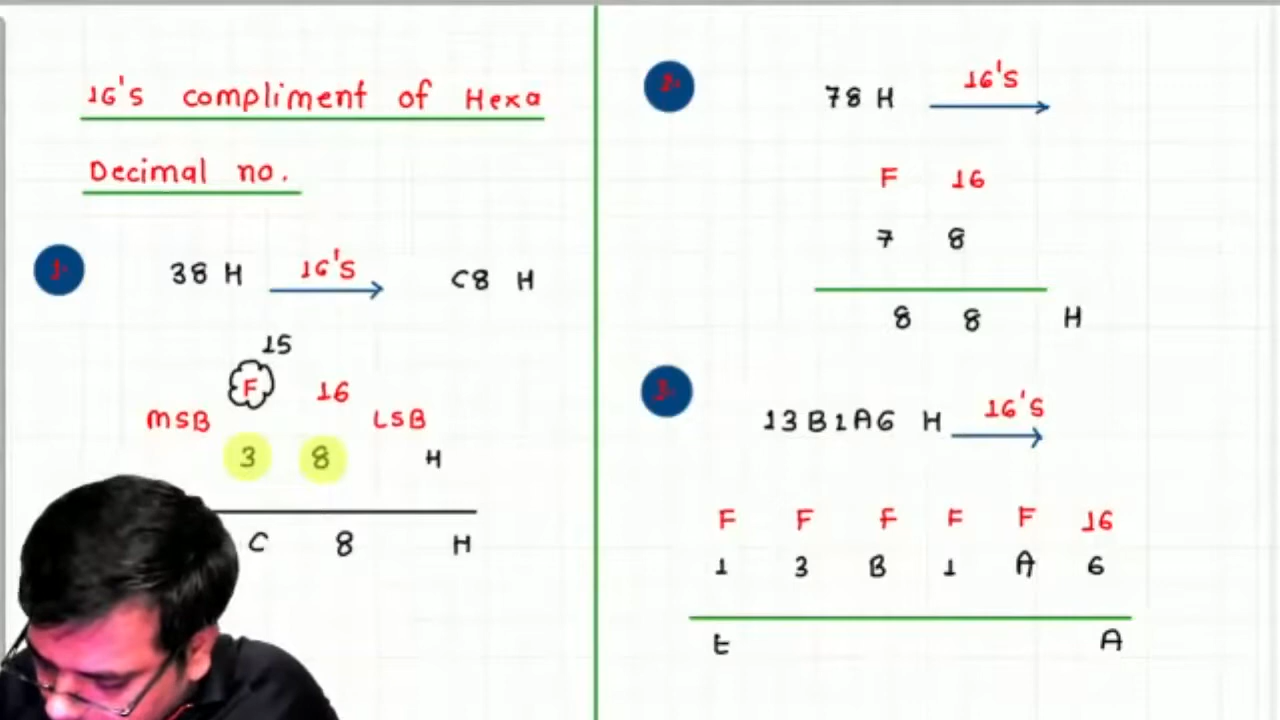 16's compliment of Hexa
Decimal no.
1. 38 H 16's C8 H
15
F 16
MSB LSB
3 8 H
C 8 H
2. 78 H 16's
F 16
7 8
8 8 H
3. 13B1A6 H 16's
F F F F F 16
1 3 B 1 A 6
E A